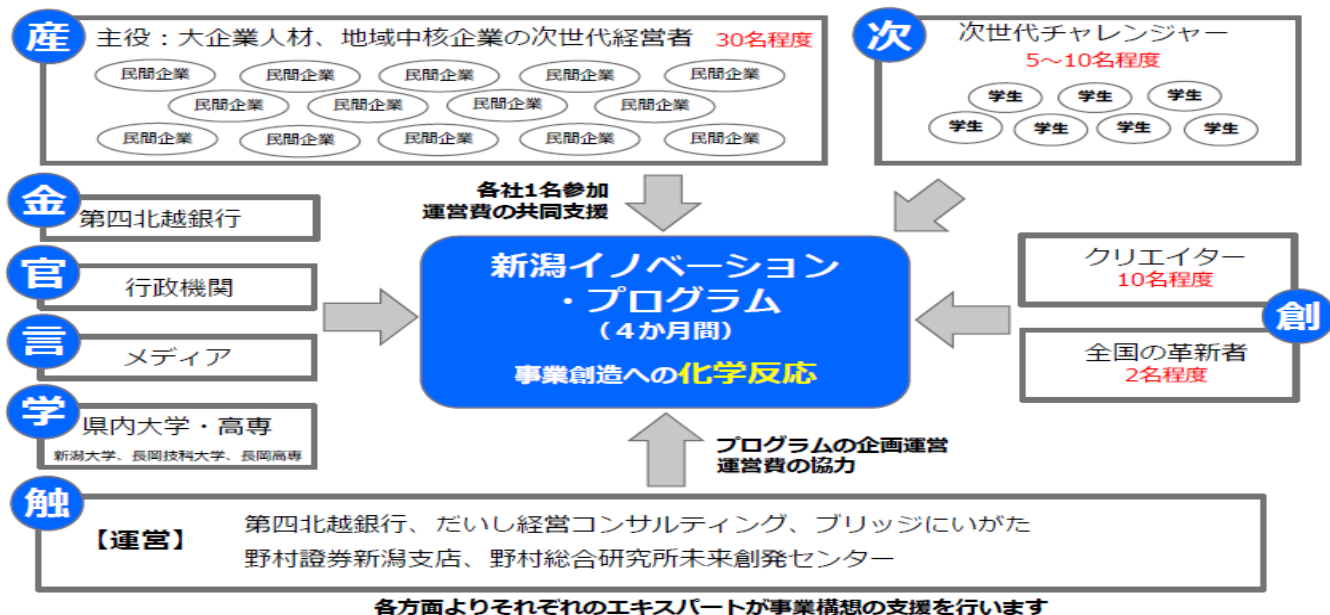 産
主役：大企業人材、地域中核企業の次世代経営者 30名程度
民間企業 民間企業 民間企業 民間企業 民間企業
民間企業 民間企業 民間企業 民間企業
民間企業 民間企業 民間企業 民間企業 民間企業
次
次世代チャレンジャー
5～10名程度
学生 学生 学生
学生 学生 学生 学生
各社1名参加
運営費の共同支援
金
第四北越銀行
官
行政機関
言
メディア
学
県内大学・高専
新潟大学、長岡技科大学、長岡高専
新潟イノベーション
・プログラム
（４か月間）
事業創造への化学反応
クリエイター
10名程度
創
全国の革新者
2名程度
プログラムの企画運営
運営費の協力
触
【運営】
第四北越銀行、だいし経営コンサルティング、ブリッジにいがた
野村證券新潟支店、野村総合研究所未来創発センター
各方面よりそれぞれのエキスパートが事業構想の支援を行います